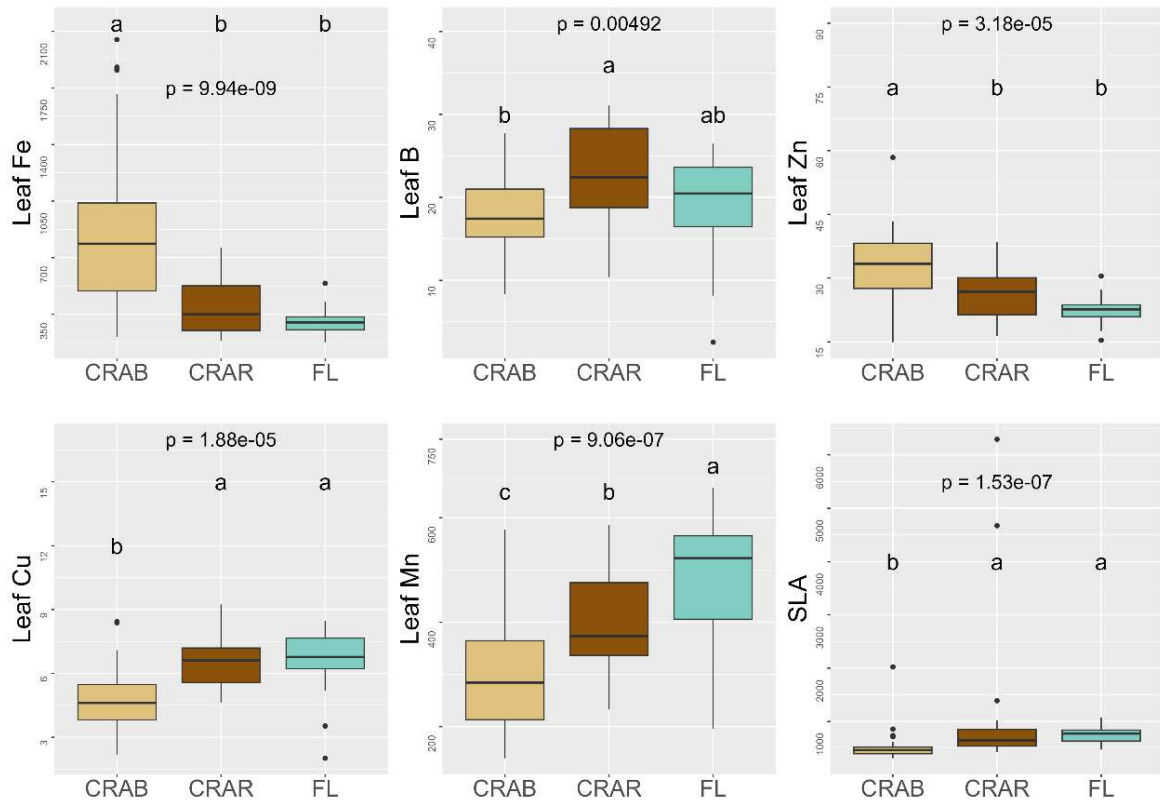 a b b
p = 9.94e-09
Leaf Fe
2100
1750
1400
1050
700
350
CRAB CRAR FL
p = 0.00492
a
b ab
Leaf B
40
30
20
10
CRAB CRAR FL
p = 3.18e-05
a b b
Leaf Zn
90
75
60
45
30
15
CRAB CRAR FL
p = 1.88e-05
a a
b
Leaf Cu
15
12
9
6
3
CRAB CRAR FL
p = 9.06e-07
a
c b
Leaf Mn
750
600
400
200
CRAB CRAR FL
p = 1.53e-07
b a a
SLA
6000
5000
4000
3000
2000
1000
CRAB CRAR FL